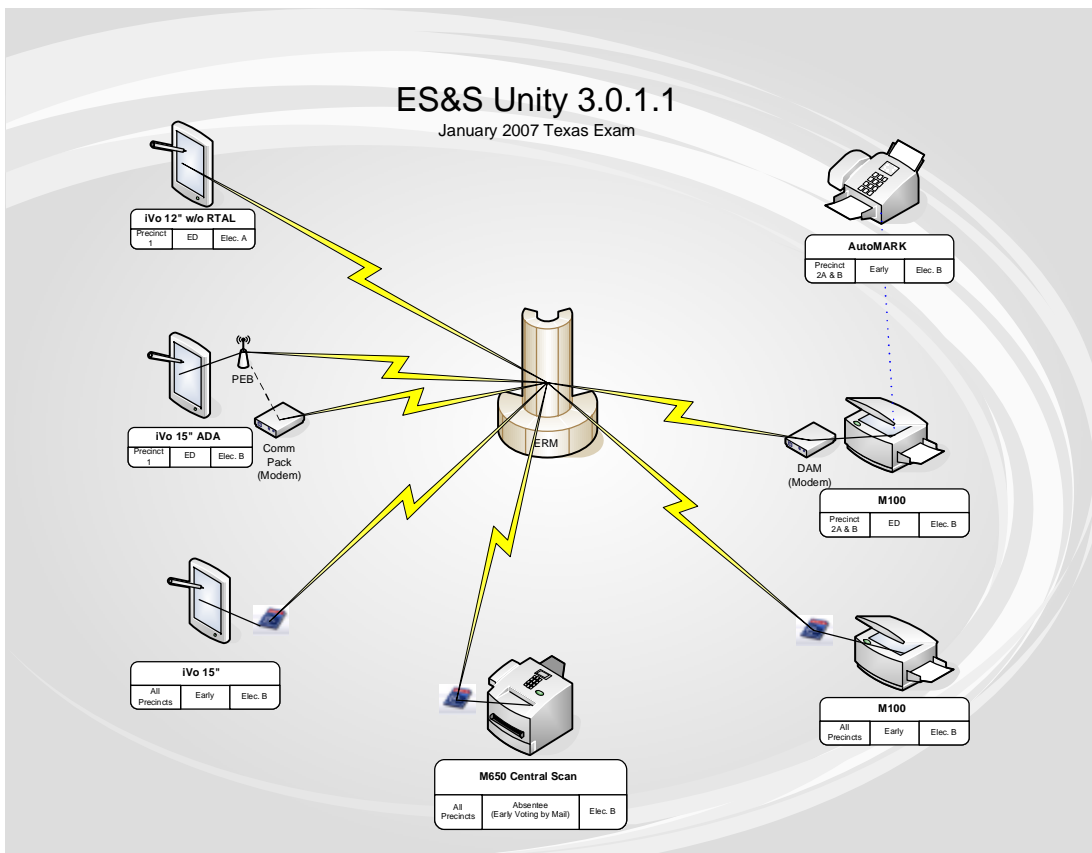 ES&S Unity 3.0.1.1
January 2007 Texas Exam
iVo 12" w/o RTAL
Precinct
1
ED
Elec. A
AutoMARK
Precinct
2A & B
Early
Elec. B
PEB
iVo 15" ADA
Precinct
1
ED
Elec. B
Comm
Pack
(Modem)
ERM
DAM
(Modem)
M100
Precinct
2A & B
ED
Elec. B
iVo 15"
All
Precincts
Early
Elec. B
M650 Central Scan
All
Precincts
Absentee
(Early Voting by Mail)
Elec. B
M100
All
Precincts
Early
Elec. B